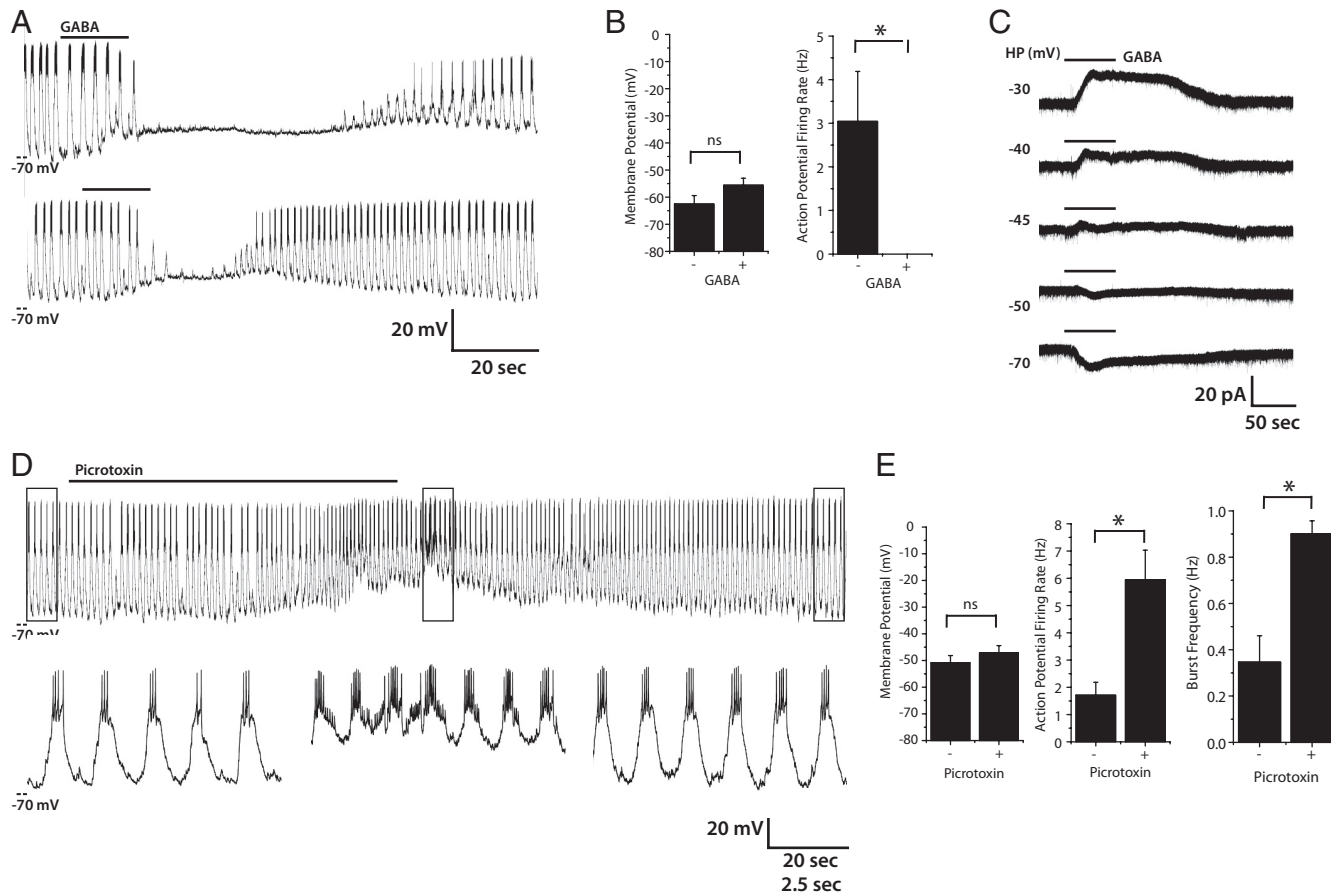 A
GABA
-70 mV
-70 mV
20 mV
20 sec
B
Membrane Potential (mV)
0
-10
-20
-30
-40
-50
-60
-70
-80
ns
- +
GABA
Action Potential Firing Rate (Hz)
5
4
3
2
1
0
*
- +
GABA
C
HP (mV)
GABA
-30
-40
-45
-50
-70
20 pA
50 sec
D
Picrotoxin
-70 mV
-70 mV
20 mV
20 sec
2.5 sec
E
Membrane Potential (mV)
0
-10
-20
-30
-40
-50
-60
-70
-80
ns
- +
Picrotoxin
Action Potential Firing Rate (Hz)
8
7
6
5
4
3
2
1
0
*
- +
Picrotoxin
Burst Frequency (Hz)
1.0
0.8
0.6
0.4
0.2
0.0
*
- +
Picrotoxin